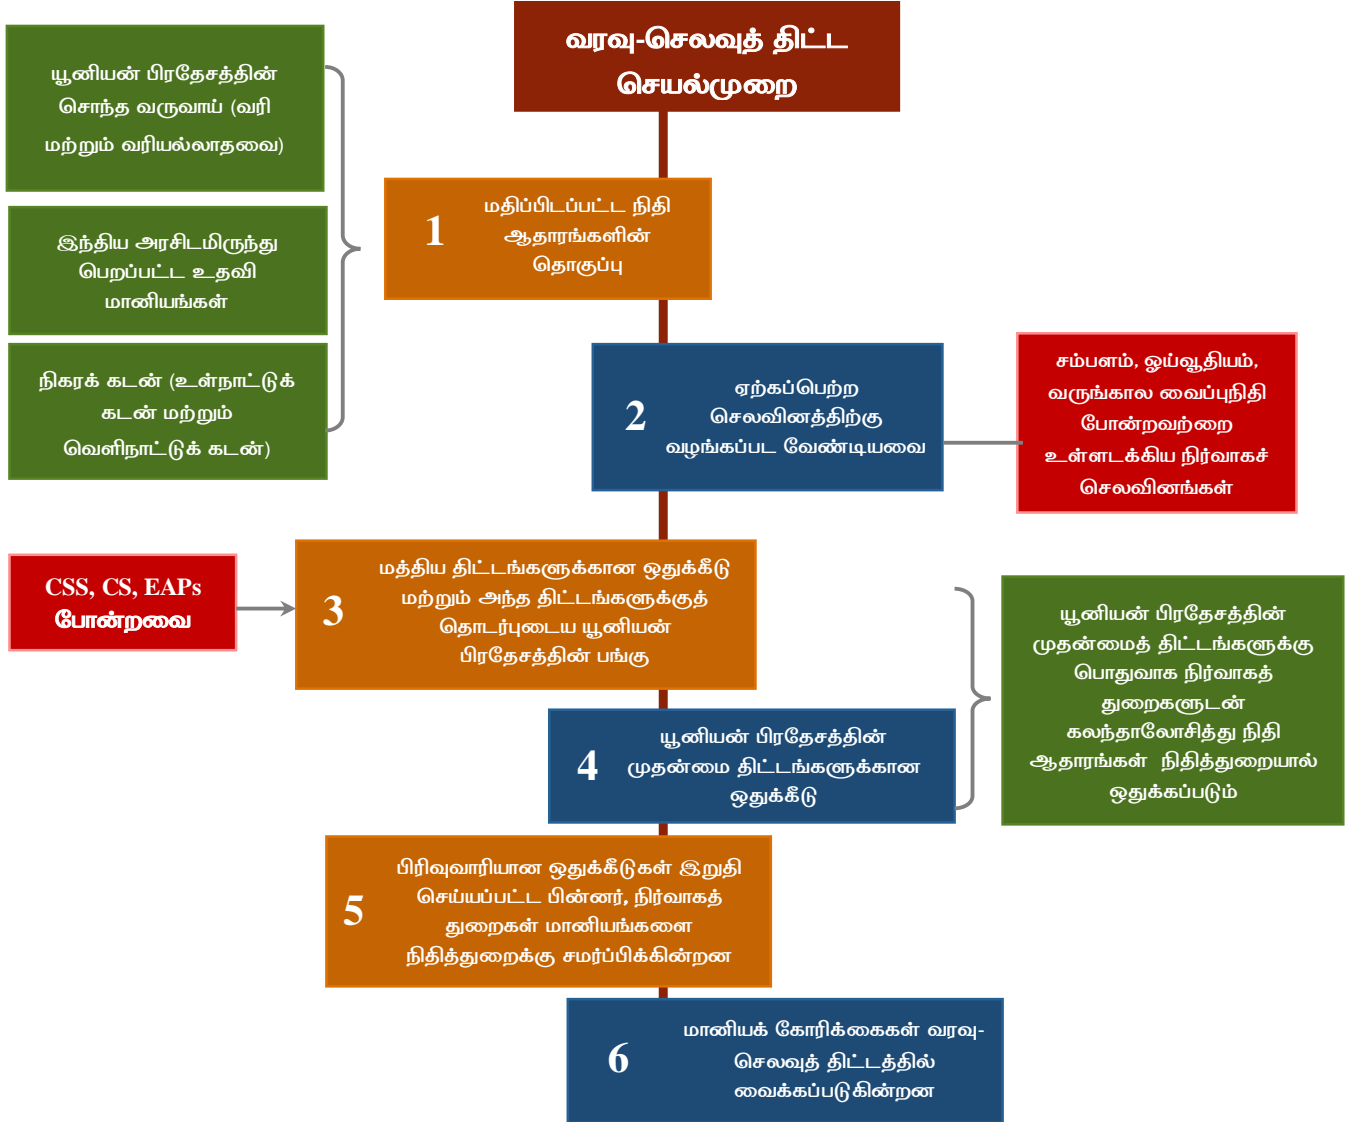 வரவு-செலவுத் திட்ட
செயல்முறை
யூனியன் பிரதேசத்தின்
சொந்த வருவாய் (வரி
மற்றும் வரியல்லாதவை)
இந்திய அரசிடமிருந்து
பெறப்பட்ட உதவி
மானியங்கள்
நிகரக் கடன் (உள்நாட்டுக்
கடன் மற்றும்
வெளிநாட்டுக் கடன்)
1
மதிப்பிடப்பட்ட நிதி
ஆதாரங்களின்
தொகுப்பு
2
ஏற்கப்பெற்ற
செலவினத்திற்கு
வழங்கப்பட வேண்டியவை
சம்பளம், ஓய்வூதியம்,
வருங்கால வைப்புநிதி
போன்றவற்றை
உள்ளடக்கிய நிர்வாகச்
செலவினங்கள்
CSS, CS, EAPs
போன்றவை
3
மத்திய திட்டங்களுக்கான ஒதுக்கீடு
மற்றும் அந்த திட்டங்களுக்குத்
தொடர்புடைய யூனியன்
பிரதேசத்தின் பங்கு
4
யூனியன் பிரதேசத்தின்
முதன்மை திட்டங்களுக்கான
ஒதுக்கீடு
யூனியன் பிரதேசத்தின்
முதன்மைத் திட்டங்களுக்கு
பொதுவாக நிர்வாகத்
துறைகளுடன்
கலந்தாலோசித்து நிதி
ஆதாரங்கள் நிதித்துறையால்
ஒதுக்கப்படும்
5
பிரிவுவாரியான ஒதுக்கீடுகள் இறுதி
செய்யப்பட்ட பின்னர், நிர்வாகத்
துறைகள் மானியங்களை
நிதித்துறைக்கு சமர்ப்பிக்கின்றன
6
மானியக் கோரிக்கைகள் வரவு-
செலவுத் திட்டத்தில்
வைக்கப்படுகின்றன